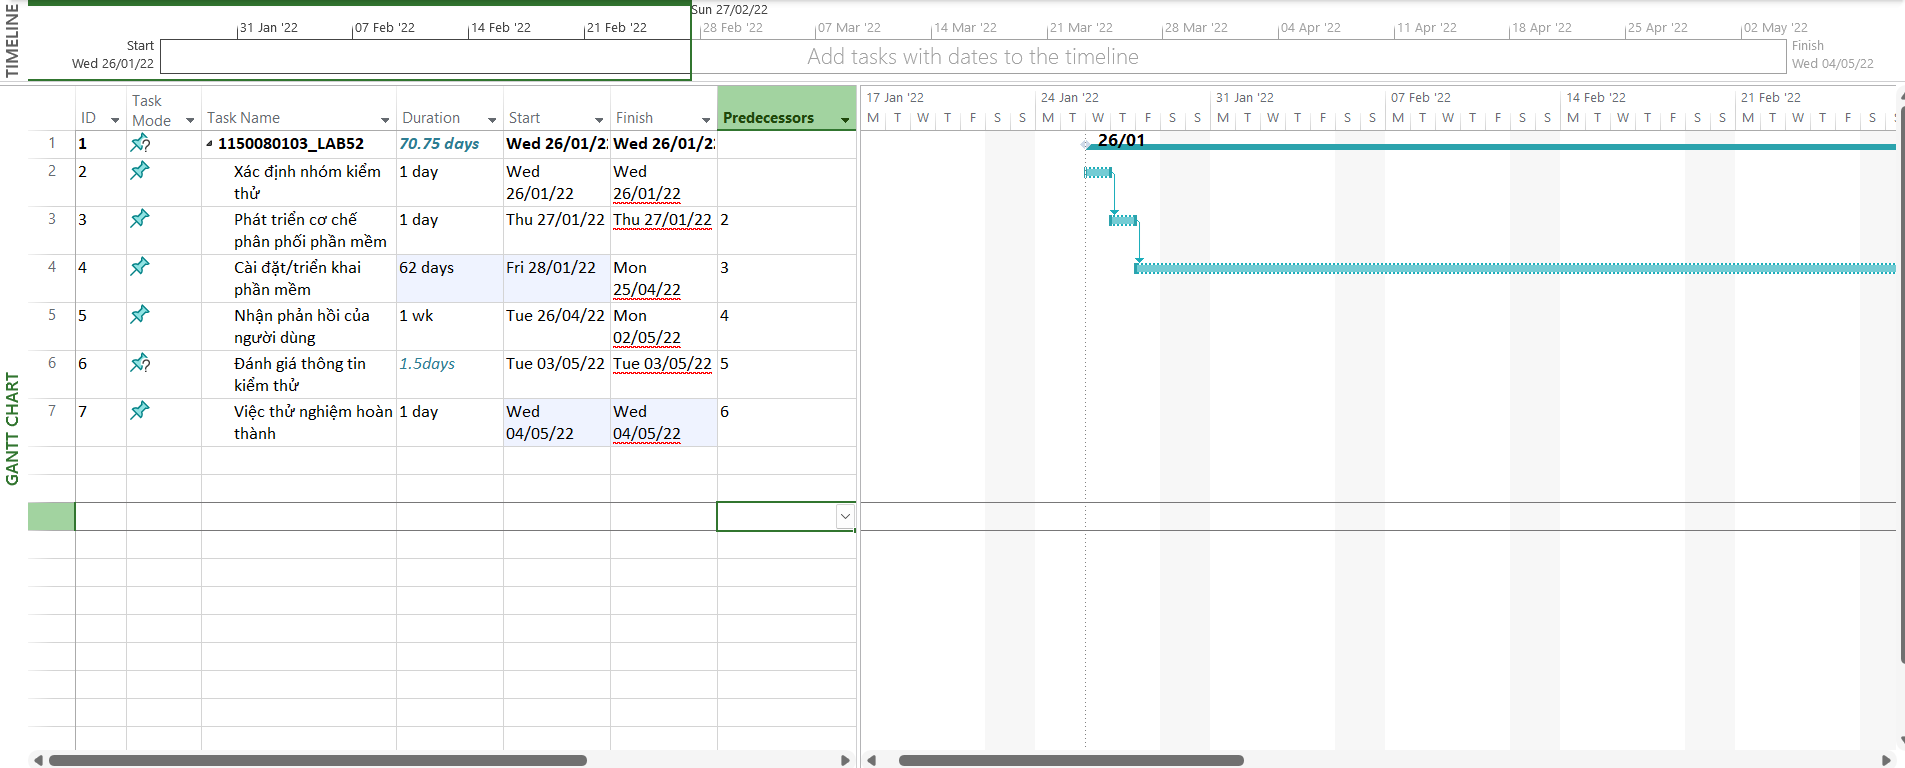 TIMELINE
Sun 27/02/22
31 Jan '22 07 Feb '22 14 Feb '22 21 Feb '22 28 Feb '22 07 Mar '22 14 Mar '22 21 Mar '22 28 Mar '22 04 Apr '22 11 Apr '22 18 Apr '22 25 Apr '22 02 May '22
Start
Wed 26/01/22
Add tasks with dates to the timeline
Finish
Wed 04/05/22
GANTT CHART
ID Task Mode Task Name Duration Start Finish Predecessors
1 1 ? 1150080103_LAB52 70.75 days Wed 26/01/2 Wed 26/01/2
2 2 Xác định nhóm kiểm thử 1 day Wed 26/01/22 Wed 26/01/22
3 3 Phát triển cơ chế phân phối phần mềm 1 day Thu 27/01/22 Thu 27/01/22 2
4 4 Cài đặt/triển khai phần mềm 62 days Fri 28/01/22 Mon 25/04/22 3
5 5 Nhận phản hồi của người dùng 1 wk Tue 26/04/22 Mon 02/05/22 4
6 6 ? Đánh giá thông tin kiểm thử 1.5days Tue 03/05/22 Tue 03/05/22 5
7 7 Việc thử nghiệm hoàn thành 1 day Wed 04/05/22 Wed 04/05/22 6
17 Jan '22 24 Jan '22 31 Jan '22 07 Feb '22 14 Feb '22 21 Feb '22
M T W T F S S M T W T F S S M T W T F S S M T W T F S S M T W T F S S M T W T F S
26/01